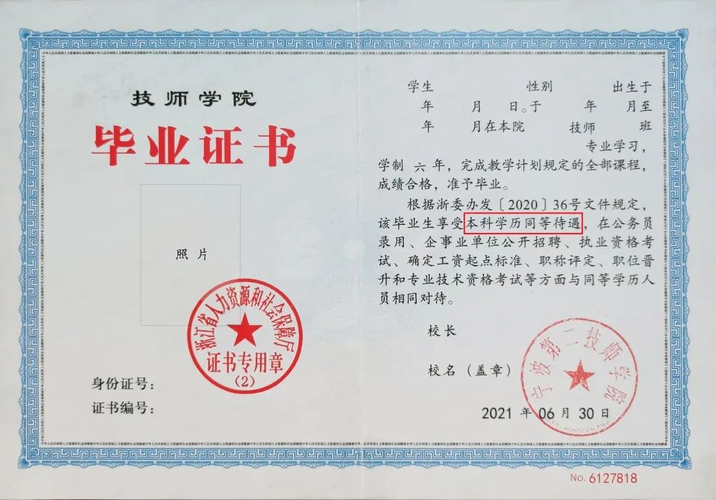 技师学院
毕业证书
照片
浙江省人力资源和社会保障厅
证书专用章
(2)
身份证号：
证书编号：
学生 性别 出生于
年 月 日。于 年 月至
年 月在本院 技师 班
专业学习，
学制 六 年，完成教学计划规定的全部课程，
成绩合格，准予毕业。
根据浙委办发〔2020〕36号文件规定，
该毕业生享受本科学历同等待遇，在公务员
录用、企事业单位公开招聘、执业资格考
试、确定工资起点标准、职称评定、职位晋
升和专业技术资格考试等方面与同等学历人
员相同对待。
校长
校名（盖章）
宁波第二技师学院
2021 年 06 月 30 日
No. 6127818